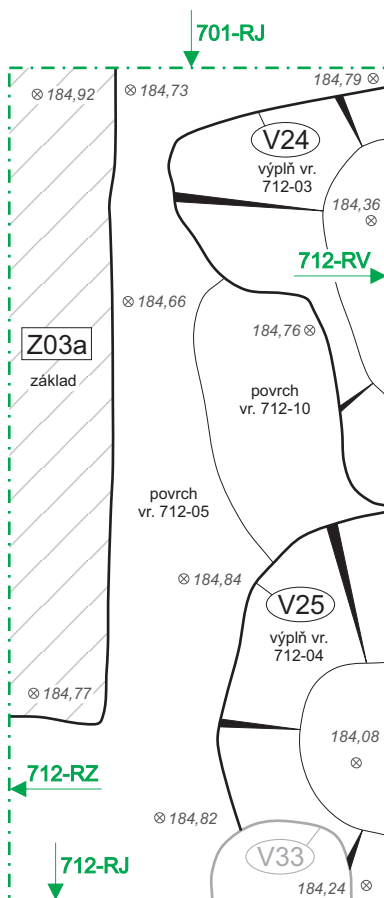 701-RJ
184,79
184,92
184,73
V24
výplň vr.
712-03
184,36
712-RV
184,66
184,76
Z03a
základ
povrch
vr. 712-10
povrch
vr. 712-05
184,84
V25
výplň vr.
712-04
184,77
184,08
712-RZ
184,82
V33
712-RJ
184,24